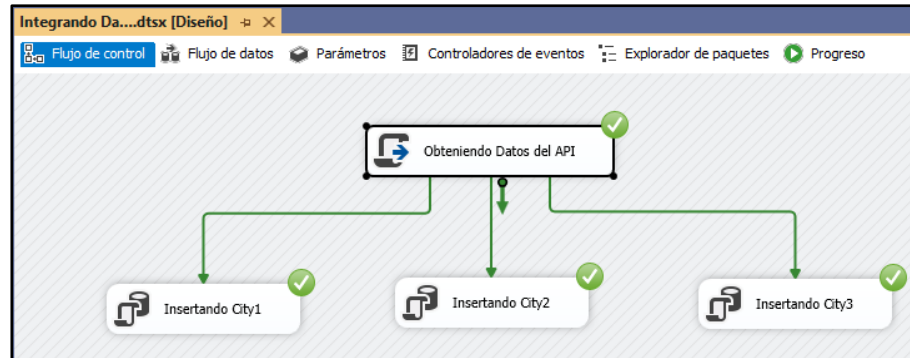 Integrando Da....dtsx [Diseño]
Flujo de control Flujo de datos Parámetros Controladores de eventos Explorador de paquetes Progreso
Obteniendo Datos del API
Insertando City1 Insertando City2 Insertando City3